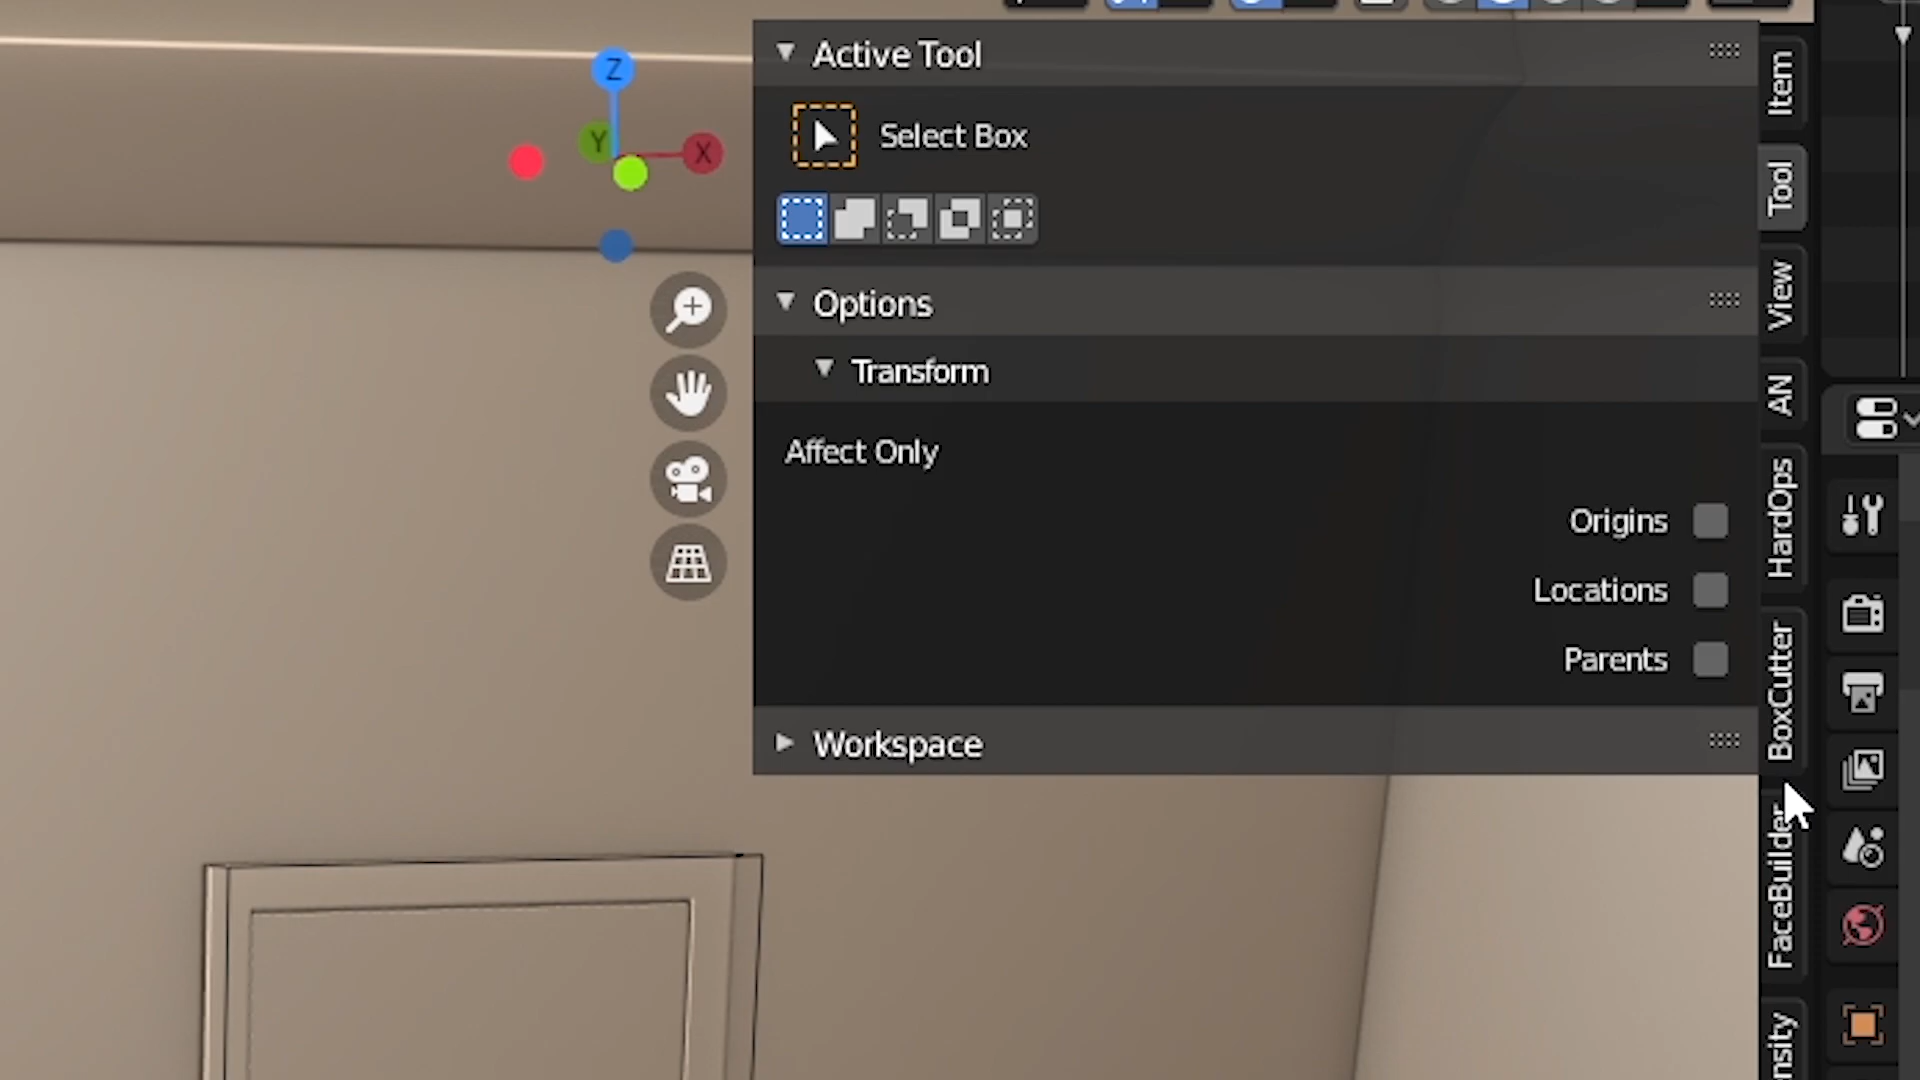 Active Tool
Z
Y
X
Select Box
Options
Transform
Affect Only
Origins
Locations
Parents
Workspace
Item
Tool
View
AN
HardOps
BoxCutter
FaceBuilder
nsity